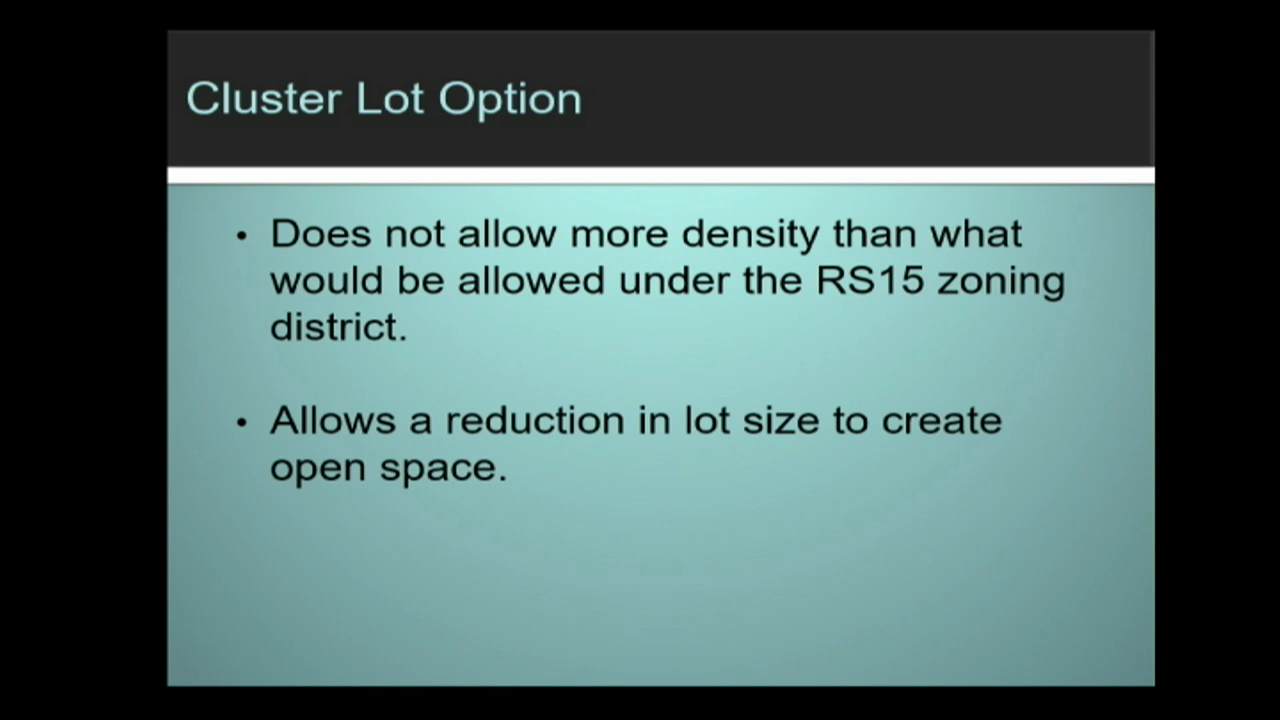 Cluster Lot Option
• Does not allow more density than what
would be allowed under the RS15 zoning
district.
• Allows a reduction in lot size to create
open space.